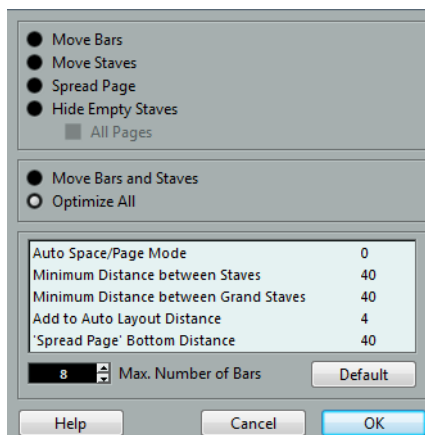 Move Bars
Move Staves
Spread Page
Hide Empty Staves
All Pages
Move Bars and Staves
Optimize All
Auto Space/Page Mode 0
Minimum Distance between Staves 40
Minimum Distance between Grand Staves 40
Add to Auto Layout Distance 4
'Spread Page' Bottom Distance 40
8 Max. Number of Bars Default
Help Cancel OK